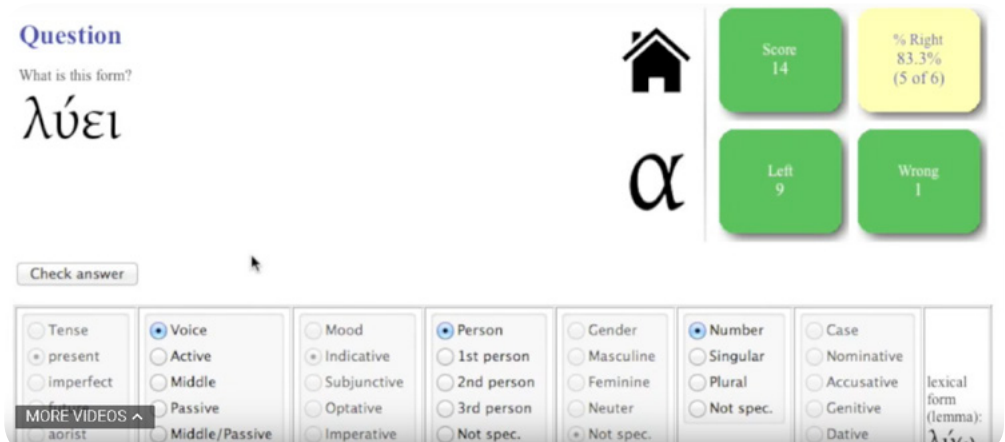 Question
What is this form?
λύει
α
Score
14
% Right
83.3%
(5 of 6)
Left
9
Wrong
1
Check answer
Tense
present
imperfect
aorist
Voice
Active
Middle
Passive
Middle/Passive
Mood
Indicative
Subjunctive
Optative
Imperative
Person
1st person
2nd person
3rd person
Not spec.
Gender
Masculine
Feminine
Neuter
Not spec.
Number
Singular
Plural
Not spec.
Case
Nominative
Accusative
Genitive
Dative
lexical
form
(lemma):
MORE VIDEOS